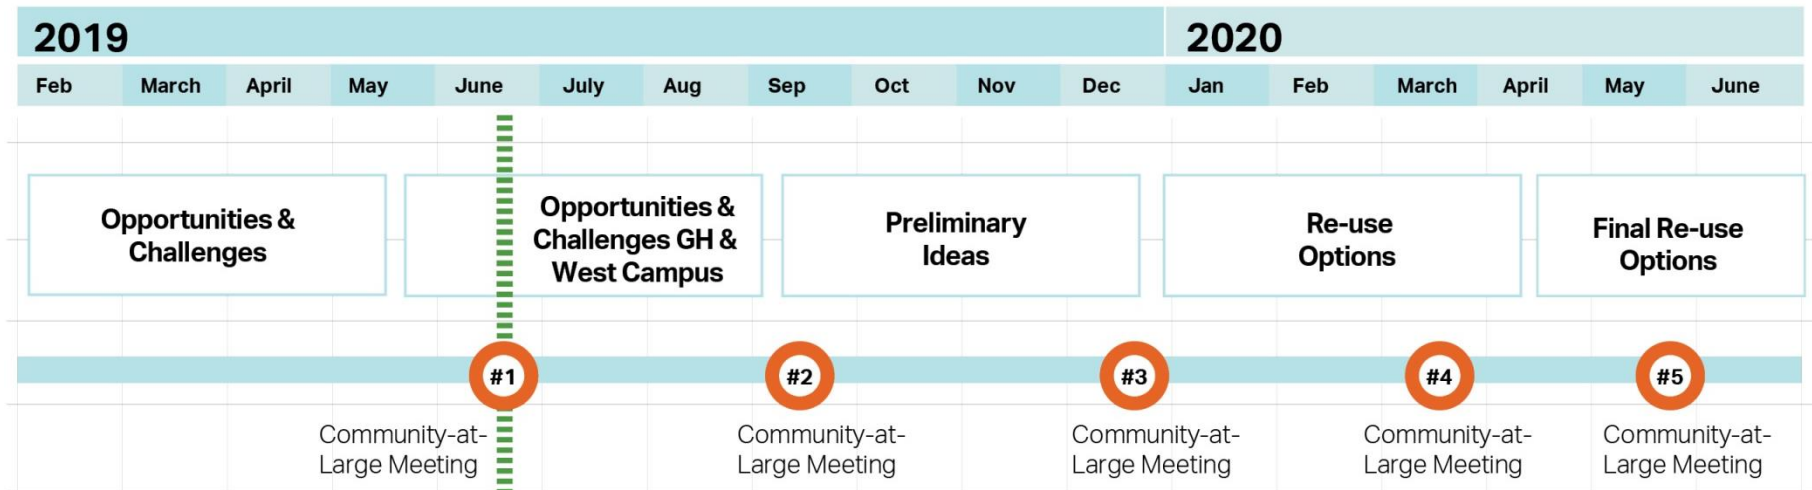 2019 2020
Feb March April May June July Aug Sep Oct Nov Dec Jan Feb March April May June
Opportunities &
Challenges
Opportunities &
Challenges GH &
West Campus
Preliminary
Ideas
Re-use
Options
Final Re-use
Options
#1 #2 #3 #4 #5
Community-at-
Large Meeting
Community-at-
Large Meeting
Community-at-
Large Meeting
Community-at-
Large Meeting
Community-at-
Large Meeting